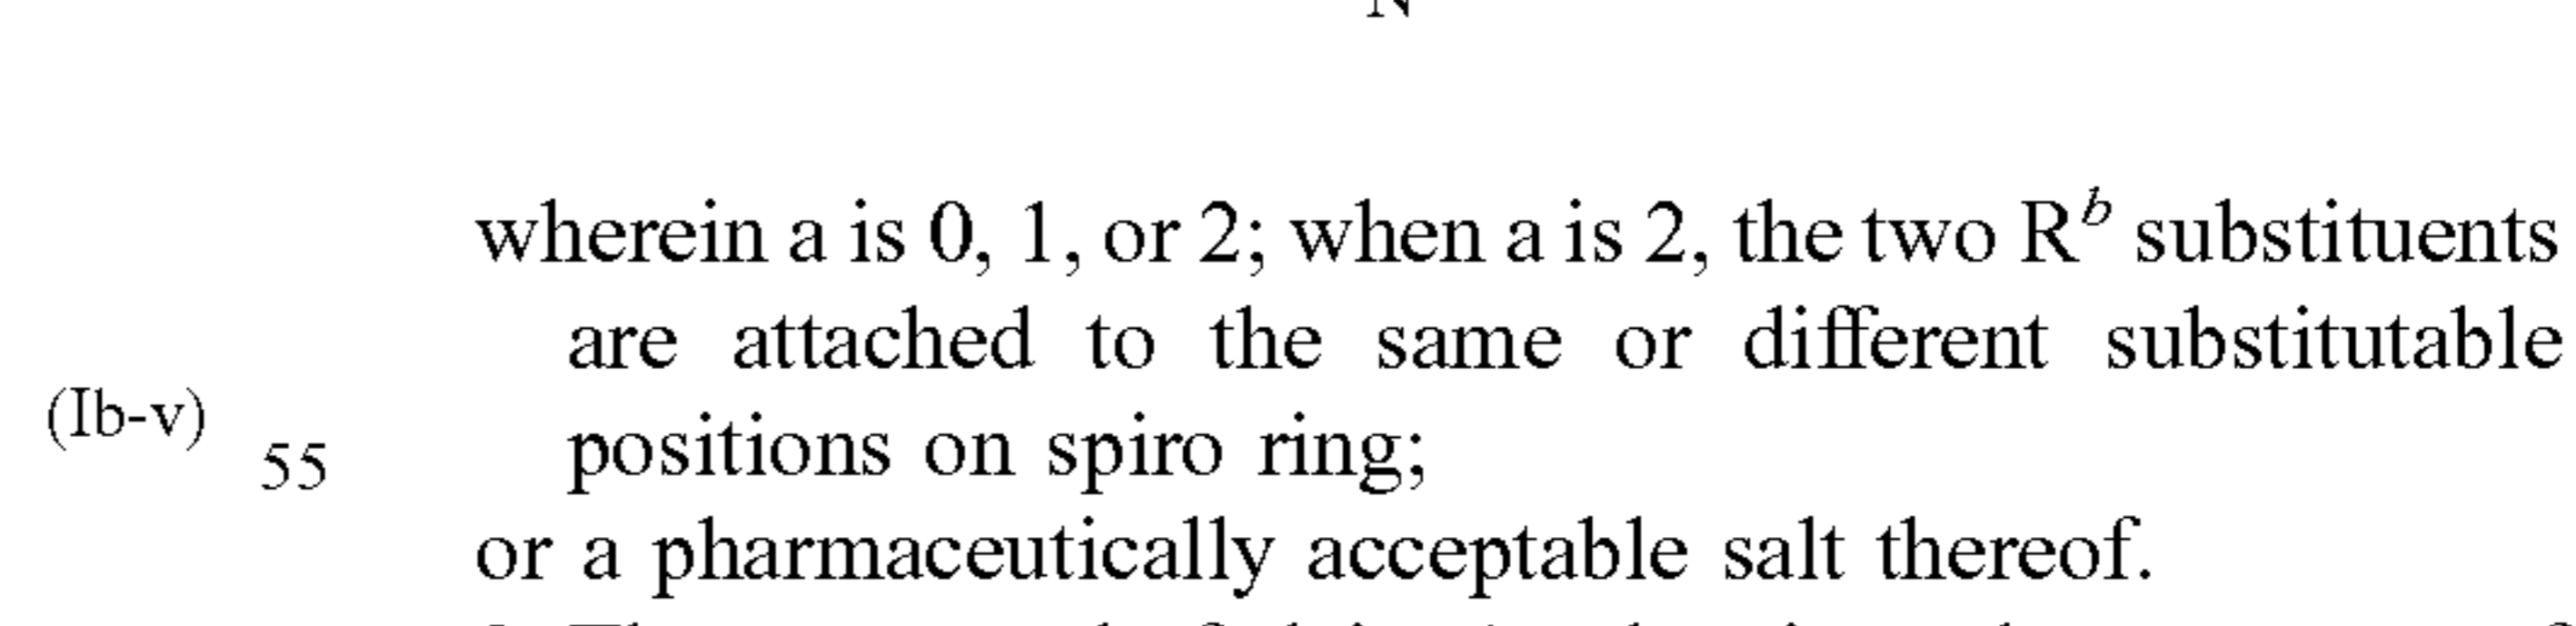 N
wherein a is 0, 1, or 2; when a is 2, the two Rᵇ substituents
are attached to the same or different substitutable
(Ib-v)
55
positions on spiro ring;
or a pharmaceutically acceptable salt thereof.